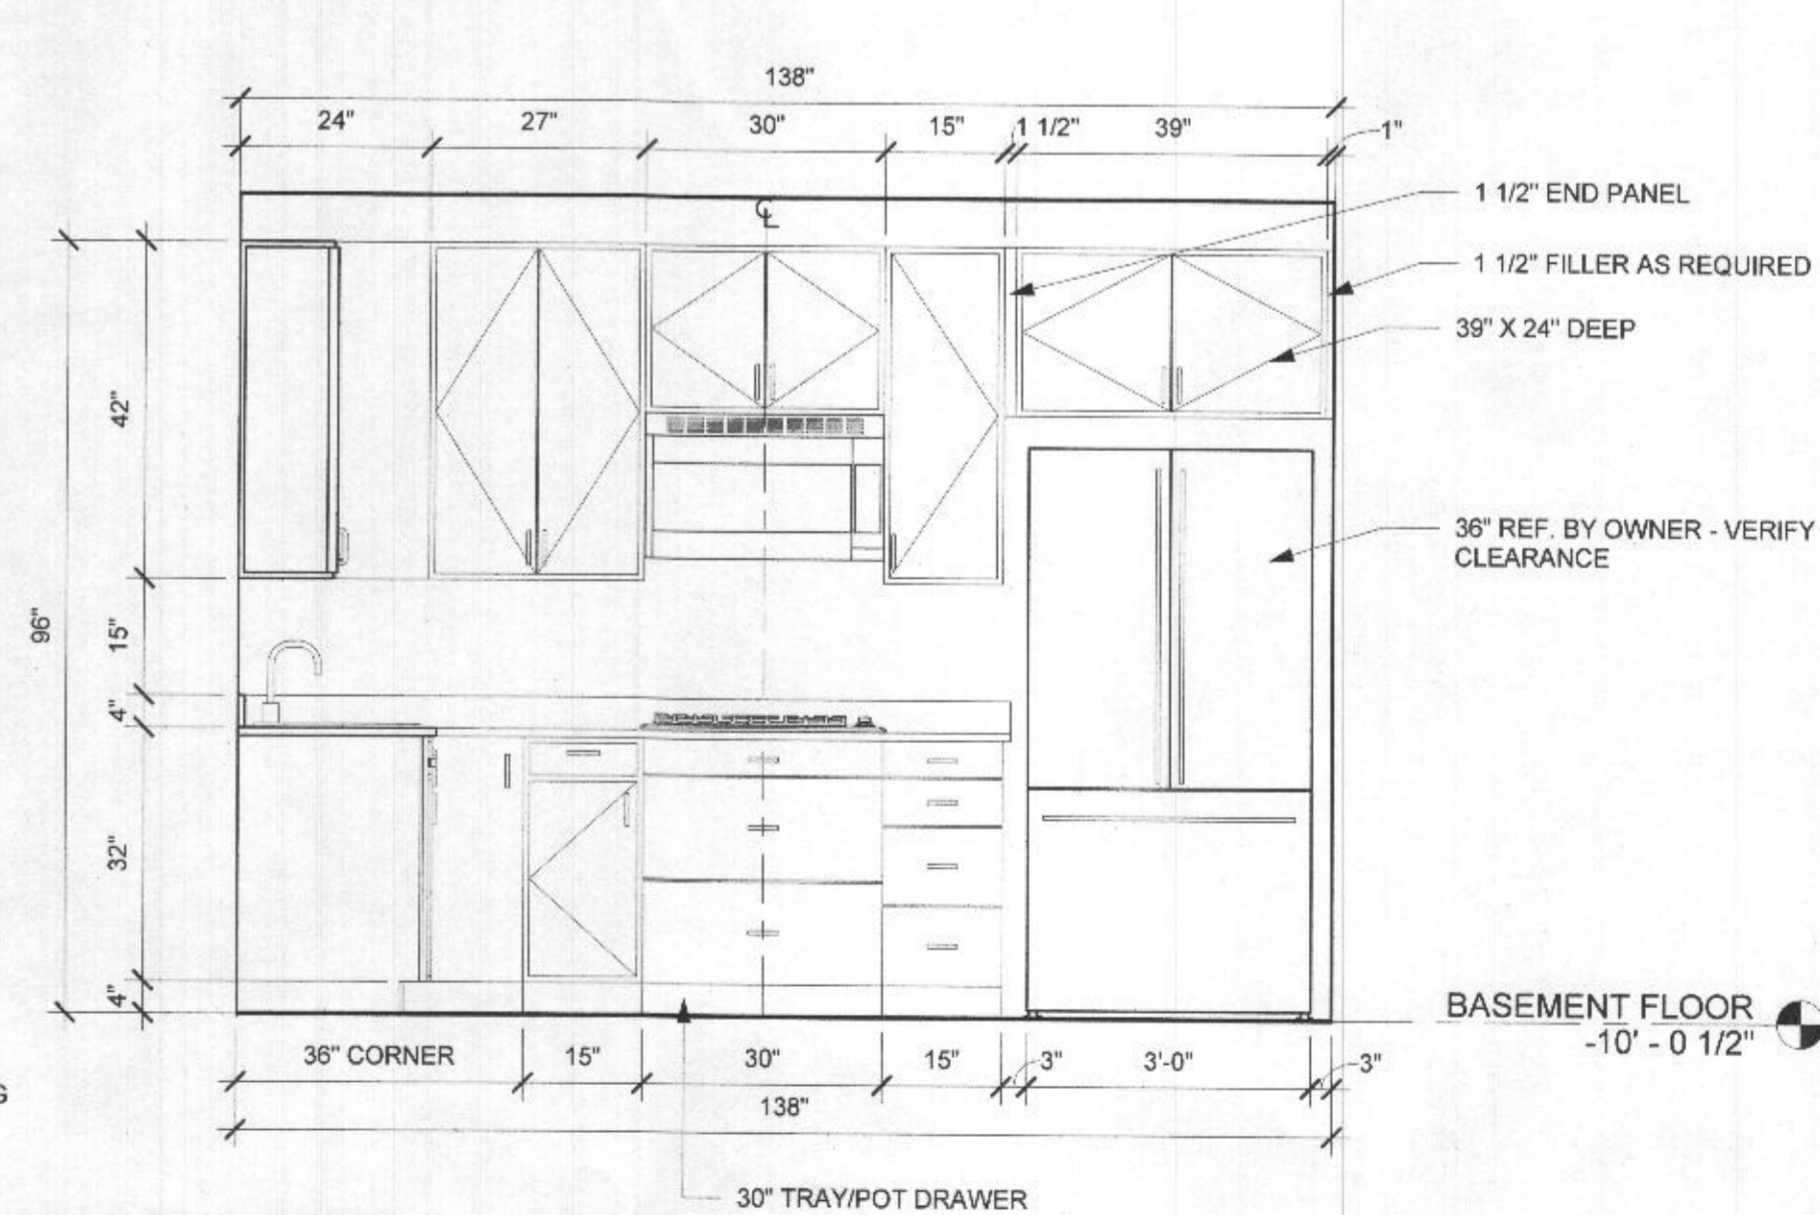 138"
24" 27" 30" 15" 1 1/2" 39" 1"
℄
1 1/2" END PANEL
1 1/2" FILLER AS REQUIRED
39" X 24" DEEP
36" REF. BY OWNER - VERIFY
CLEARANCE
96"
42"
15"
4"
32"
4"
BASEMENT FLOOR
-10' - 0 1/2"
36" CORNER 15" 30" 15" 3" 3'-0" 3"
138"
30" TRAY/POT DRAWER